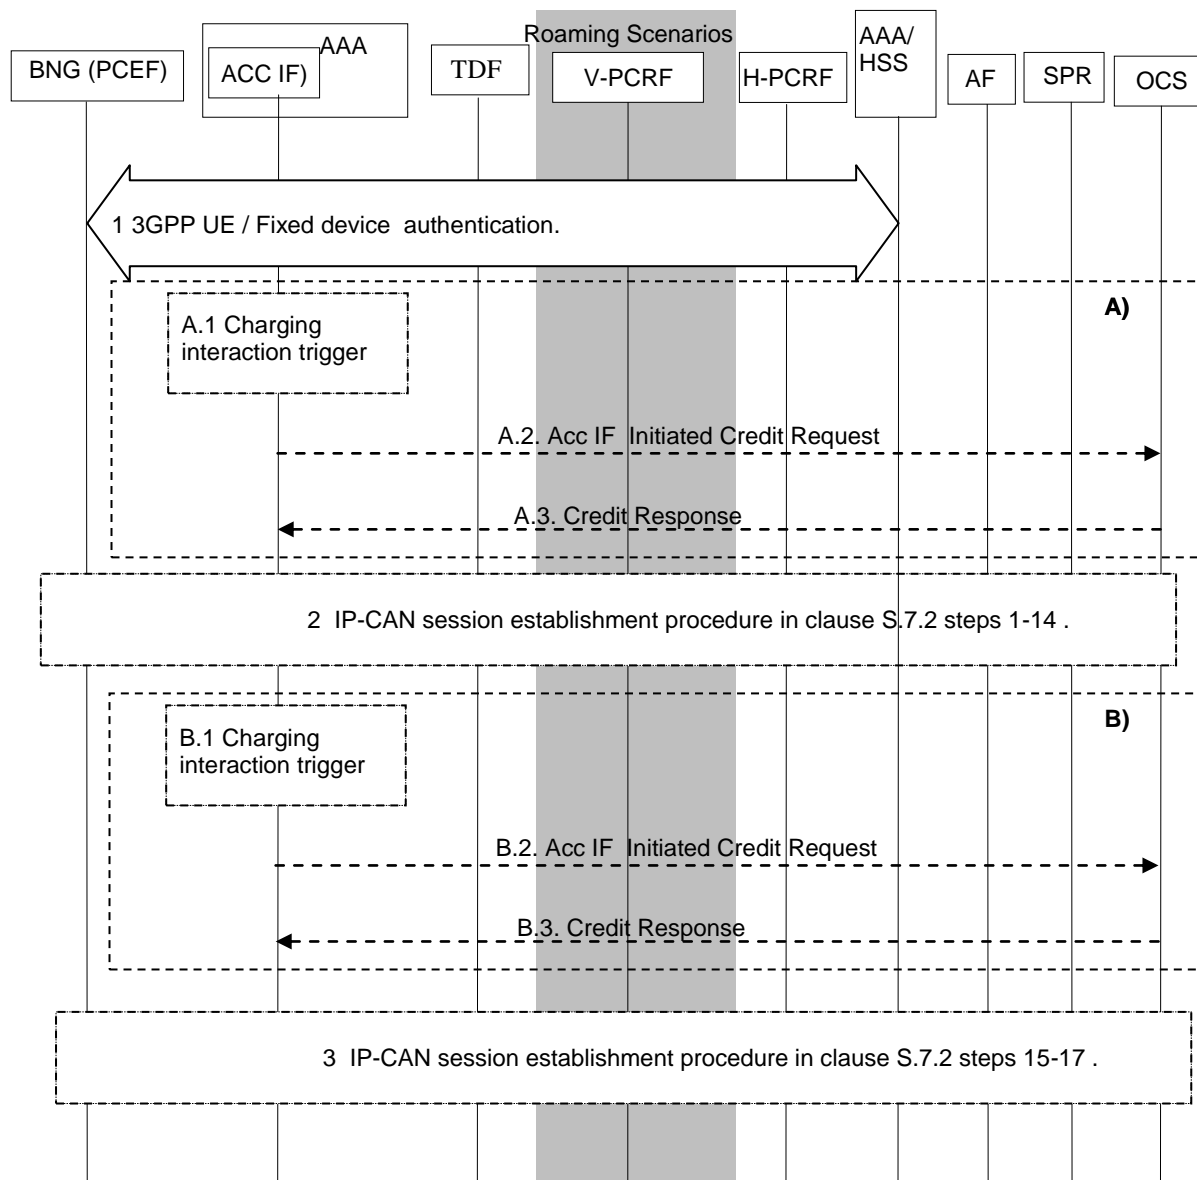 Roaming Scenarios
BNG (PCEF)
AAA
ACC IF)
TDF
V-PCRF
H-PCRF
AAA/
HSS
AF
SPR
OCS
1 3GPP UE / Fixed device authentication.
A)
A.1 Charging
interaction trigger
A.2. Acc IF Initiated Credit Request
A.3. Credit Response
2 IP-CAN session establishment procedure in clause S.7.2 steps 1-14 .
B)
B.1 Charging
interaction trigger
B.2. Acc IF Initiated Credit Request
B.3. Credit Response
3 IP-CAN session establishment procedure in clause S.7.2 steps 15-17 .